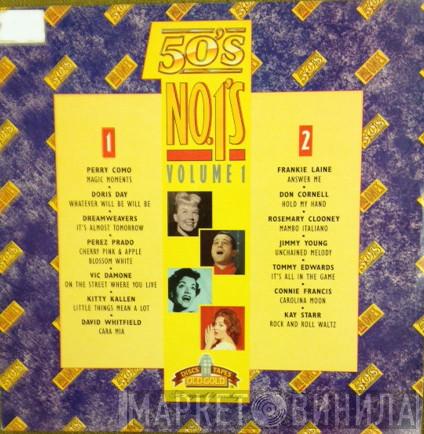 50's
NO.1's
VOLUME 1
1
PERRY COMO
MAGIC MOMENTS
DORIS DAY
WHATEVER WILL BE WILL BE
DREAMWEAVERS
IT'S ALMOST TOMORROW
PEREZ PRADO
CHERRY PINK & APPLE
BLOSSOM WHITE
VIC DAMONE
ON THE STREET WHERE YOU LIVE
KITTY KALLEN
LITTLE THINGS MEAN A LOT
DAVID WHITFIELD
CARA MIA
2
FRANKIE LAINE
ANSWER ME
DON CORNELL
HOLD MY HAND
ROSEMARY CLOONEY
MAMBO ITALIANO
JIMMY YOUNG
UNCHAINED MELODY
TOMMY EDWARDS
IT'S ALL IN THE GAME
CONNIE FRANCIS
CAROLINA MOON
KAY STARR
ROCK AND ROLL WALTZ
DISCS TAPES
OLD GOLD
МАРКЕТ ВИНИЛА